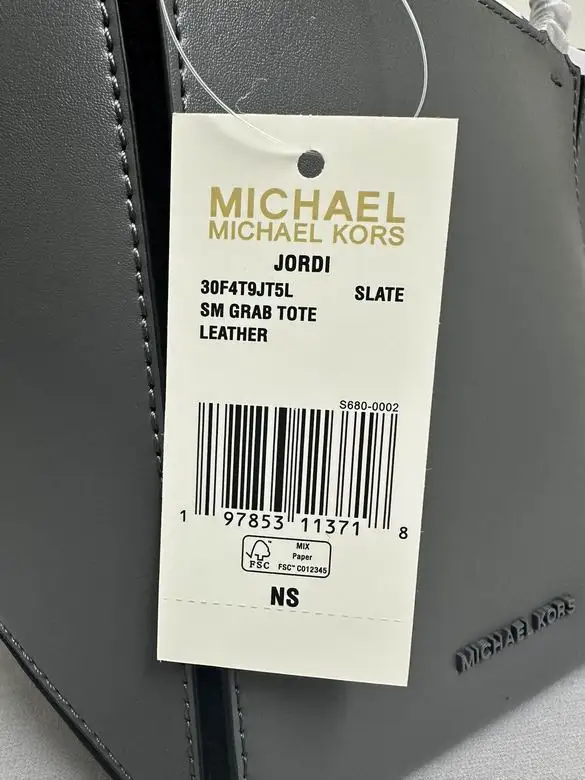 MICHAEL
MICHAEL KORS
JORDI
30F4T9JT5L SLATE
SM GRAB TOTE
LEATHER
S680-0002
1 97853 11371 8
FSC™
MIX
Paper
FSC™ C012345
NS
MICHAEL KORS